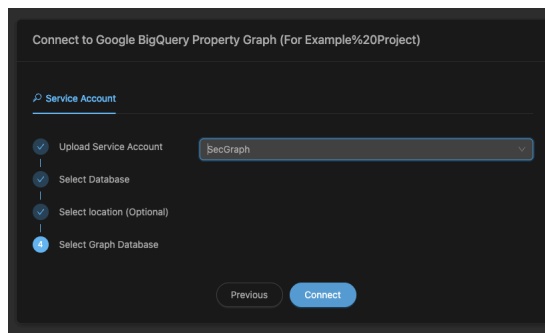 Connect to Google BigQuery Property Graph (For Example%20Project)
Service Account
Upload Service Account
SecGraph
Select Database
Select location (Optional)
4 Select Graph Database
Previous Connect